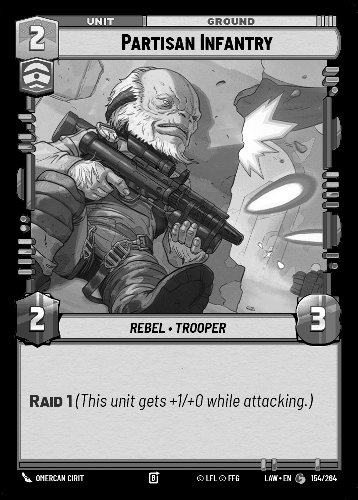 UNIT
GROUND
2
PARTISAN INFANTRY
2
3
REBEL • TROOPER
RAID 1 (This unit gets +1/+0 while attacking.)
OMERCAN CIRIT
© LFL © FFG
LAW • EN
154/264